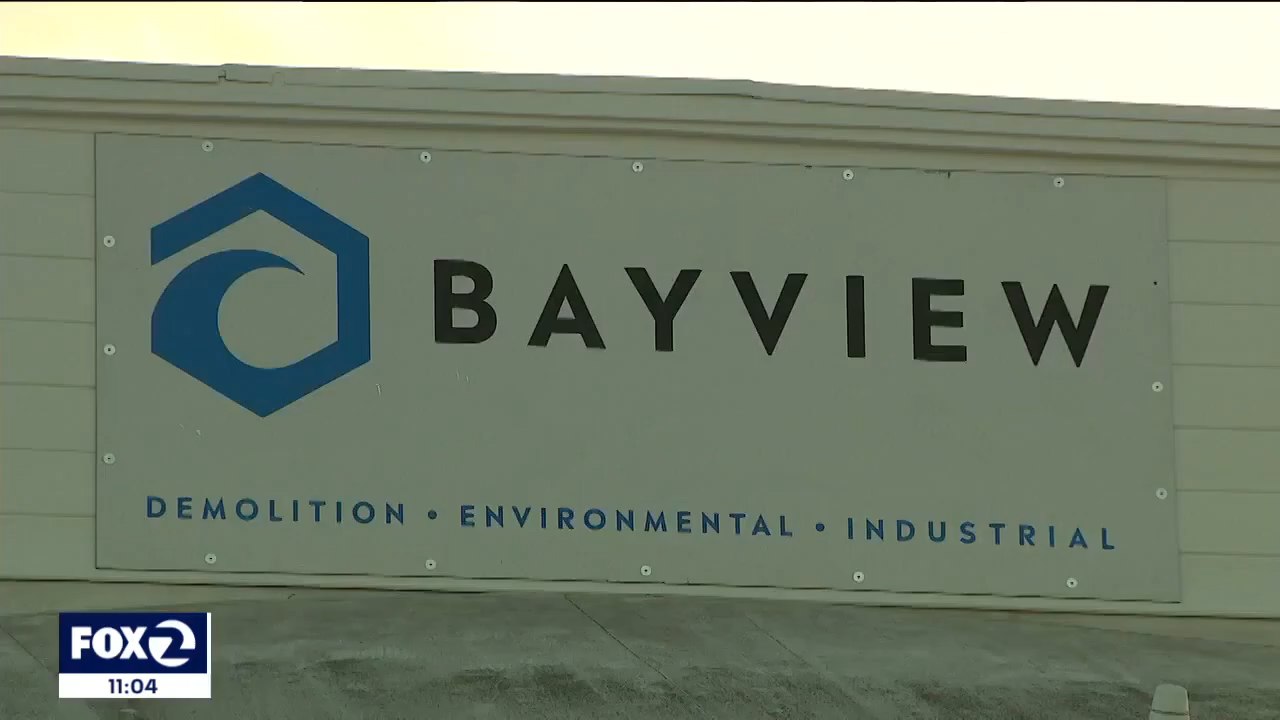 BAYVIEW
DEMOLITION • ENVIRONMENTAL • INDUSTRIAL
FOX 2
11:04